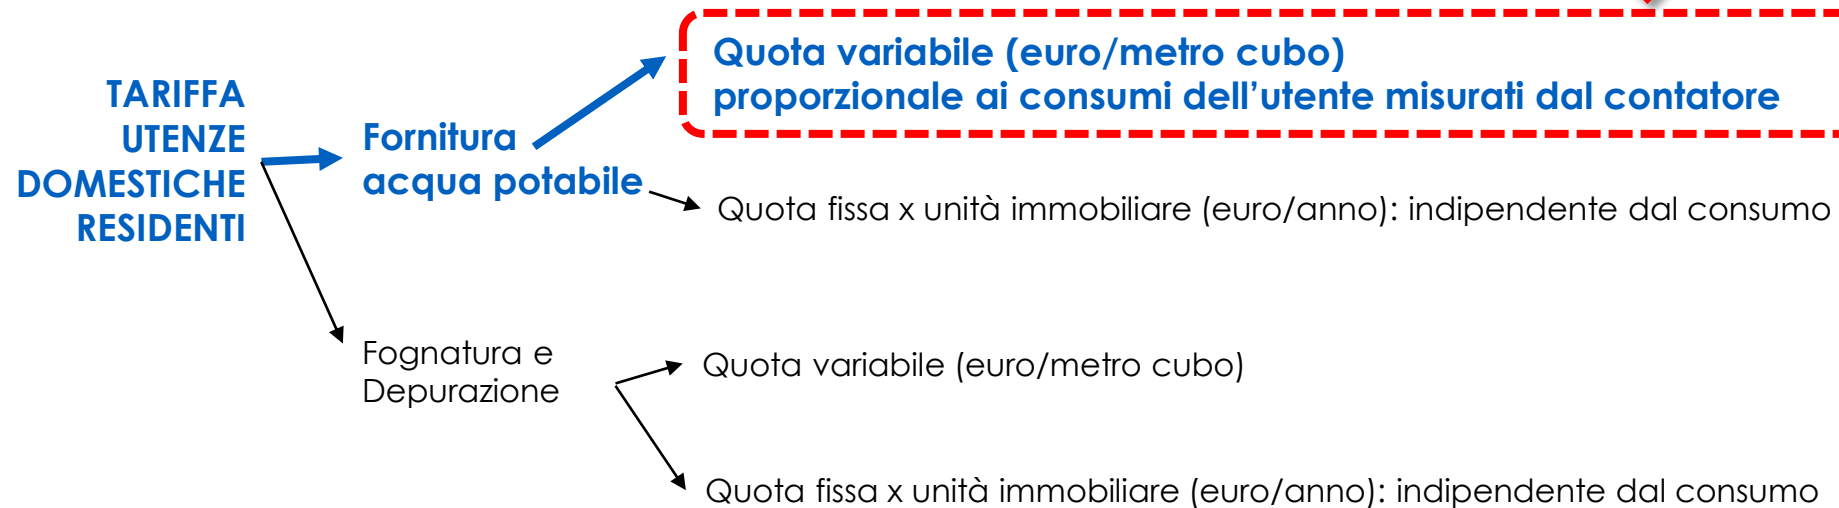 TARIFFA
UTENZE
DOMESTICHE
RESIDENTI
Fornitura
acqua potabile
Quota variabile (euro/metro cubo)
proporzionale ai consumi dell’utente misurati dal contatore
Quota fissa x unità immobiliare (euro/anno): indipendente dal consumo
Fognatura e
Depurazione
Quota variabile (euro/metro cubo)
Quota fissa x unità immobiliare (euro/anno): indipendente dal consumo